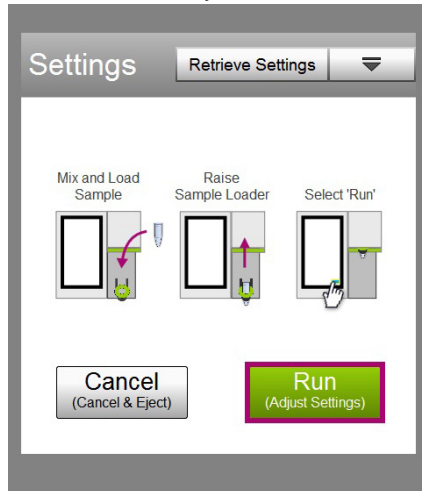 Settings
Retrieve Settings
Mix and Load
Sample
Raise
Sample Loader
Select 'Run'
Cancel
(Cancel & Eject)
Run
(Adjust Settings)